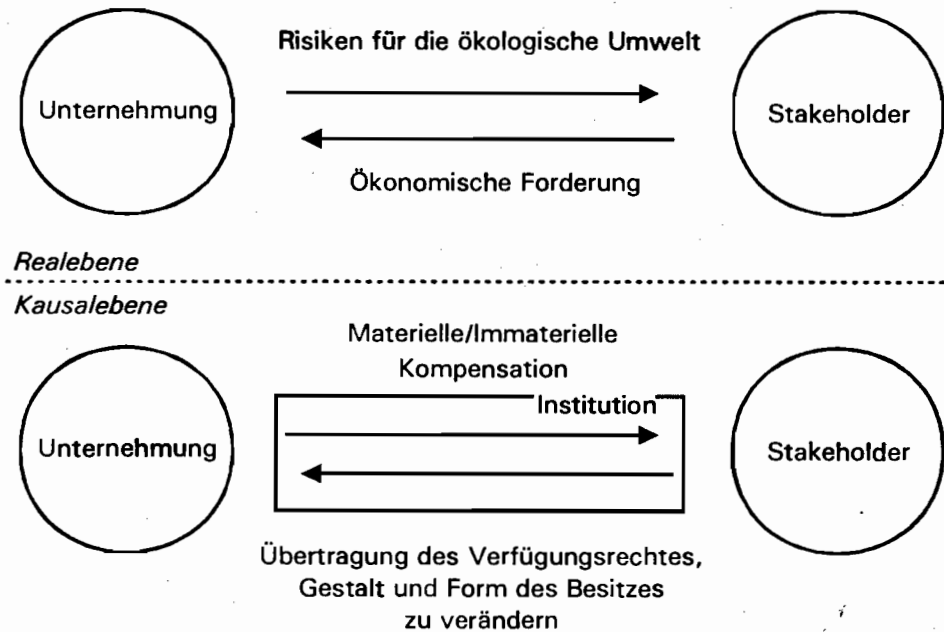 Risiken für die ökologische Umwelt
Unternehmung
Stakeholder
Ökonomische Forderung
Realebene
Kausalebene
Materielle/Immaterielle
Kompensation
Institution
Unternehmung
Stakeholder
Übertragung des Verfügungsrechtes,
Gestalt und Form des Besitzes
zu verändern